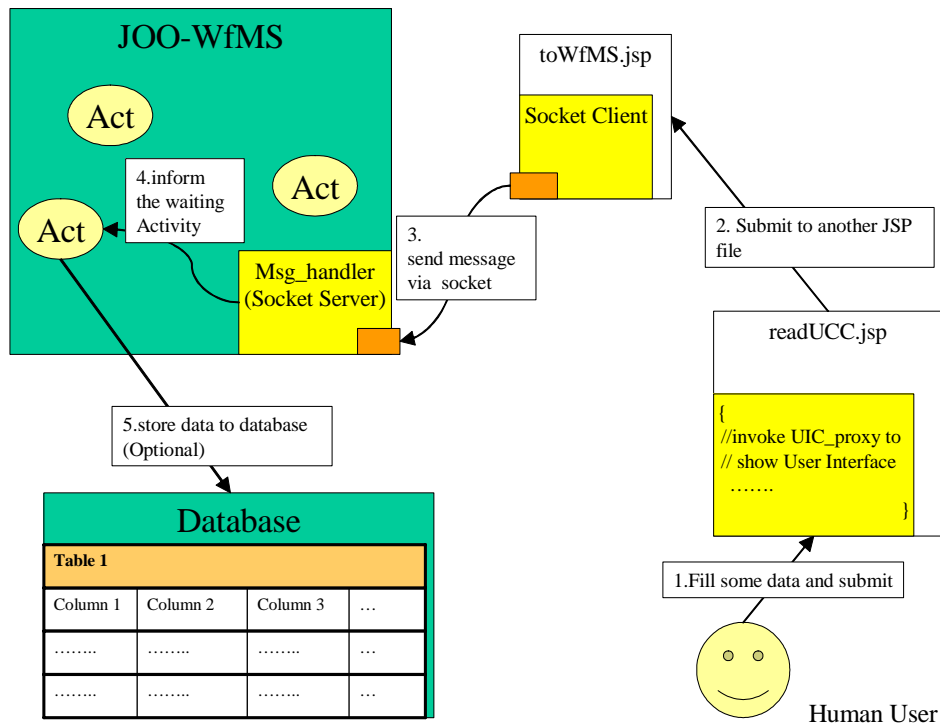 JOO-WfMS
Act
Act
Act
4.inform
the waiting
Activity
Msg_handler
(Socket Server)
toWfMS.jsp
Socket Client
3.
send message
via socket
2. Submit to another JSP
file
readUCC.jsp
{
//invoke UIC_proxy to
// show User Interface
…….
}
1.Fill some data and submit
Human User
5.store data to database
(Optional)
Database
Table 1
Column 1 Column 2 Column 3 …
…….. …….. …….. …
…….. …….. …….. …